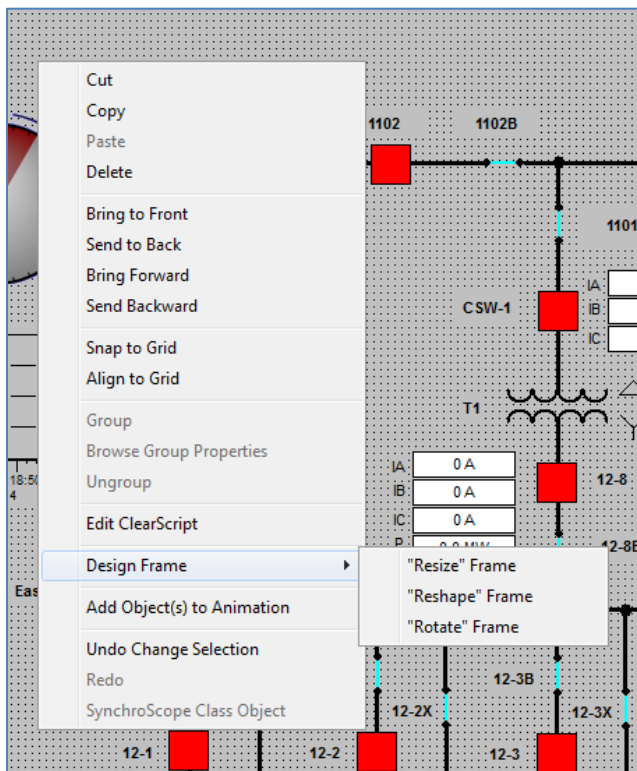 Cut
Copy
Paste
Delete
Bring to Front
Send to Back
Bring Forward
Send Backward
Snap to Grid
Align to Grid
Group
Browse Group Properties
Ungroup
Edit ClearScript
Design Frame
"Resize" Frame
"Reshape" Frame
"Rotate" Frame
Add Object(s) to Animation
Undo Change Selection
Redo
SynchroScope Class Object
1102
1102B
1101
IA
IB
IC
CSW-1
T1
18:50
4
IA 0 A
IB 0 A
IC 0 A
12-8
12-8B
Eas
12-3B
12-2X
12-3X
12-1
12-2
12-3